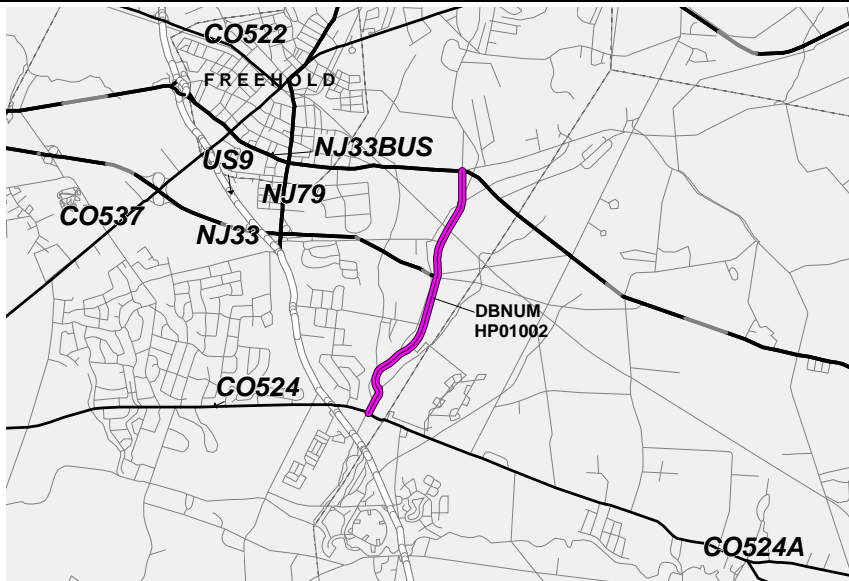 CO522
FREEHOLD
NJ33BUS
US9
NJ79
CO537
NJ33
DBNUM
HP01002
CO524
CO524A